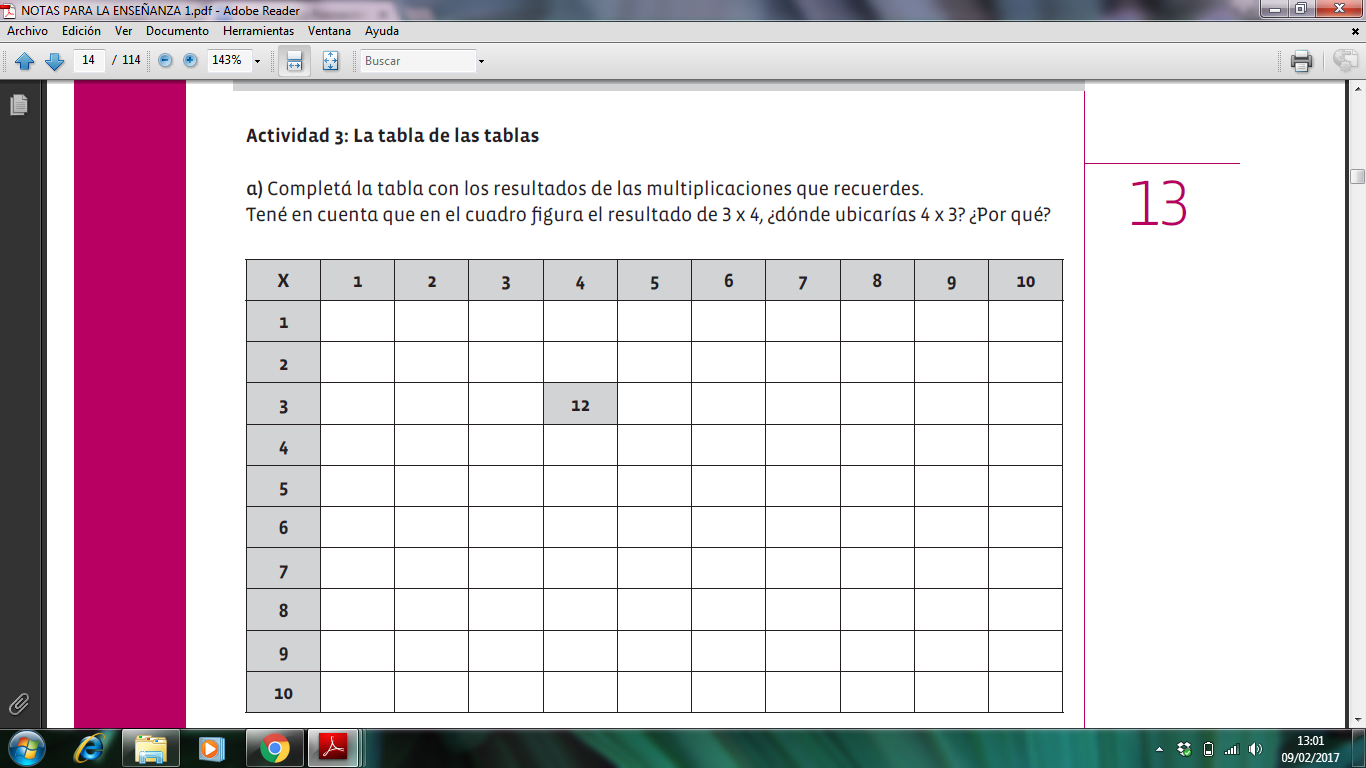 NOTAS PARA LA ENSEÑANZA 1.pdf - Adobe Reader
Archivo Edición Ver Documento Herramientas Ventana Ayuda
14 / 114 143% Buscar
Actividad 3: La tabla de las tablas
a) Completá la tabla con los resultados de las multiplicaciones que recuerdes.
Tené en cuenta que en el cuadro figura el resultado de 3 x 4, ¿dónde ubicarías 4 x 3? ¿Por qué?
13
X 1 2 3 4 5 6 7 8 9 10
1
2
3 12
4
5
6
7
8
9
10
13:01
09/02/2017